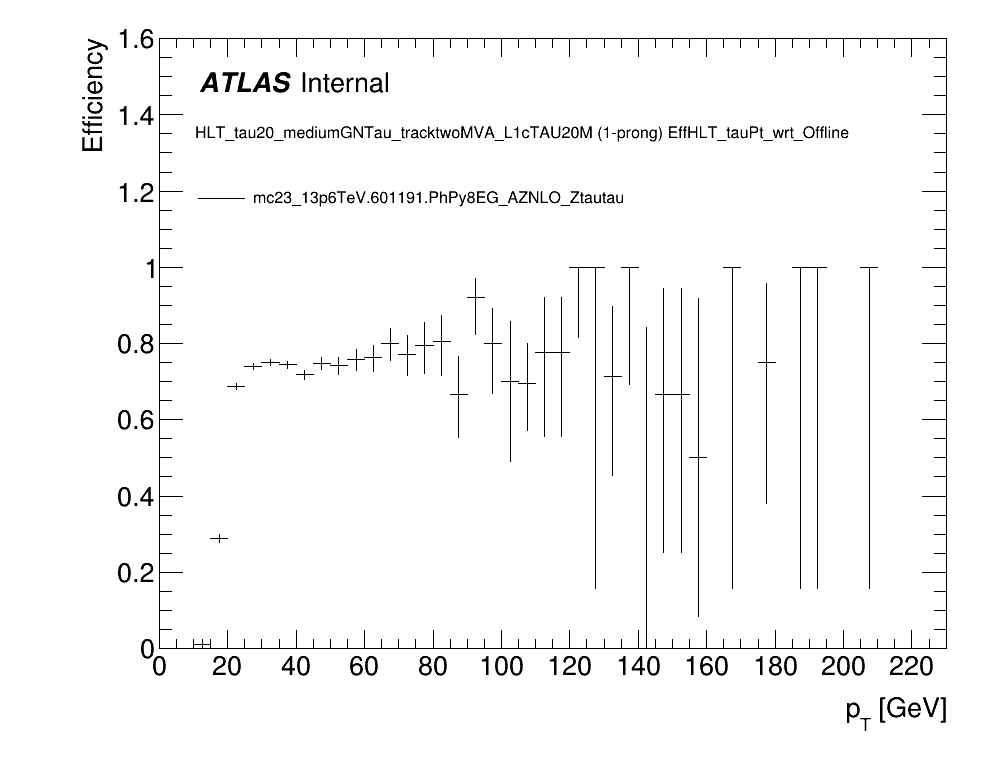 Efficiency
1.6
1.4
1.2
1
0.8
0.6
0.4
0.2
0
ATLAS Internal
HLT_tau20_mediumGNTau_tracktwoMVA_L1cTAU20M (1-prong) EffHLT_tauPt_wrt_Offline
mc23_13p6TeV.601191.PhPy8EG_AZNLO_Ztautau
0 20 40 60 80 100 120 140 160 180 200 220
p_T [GeV]